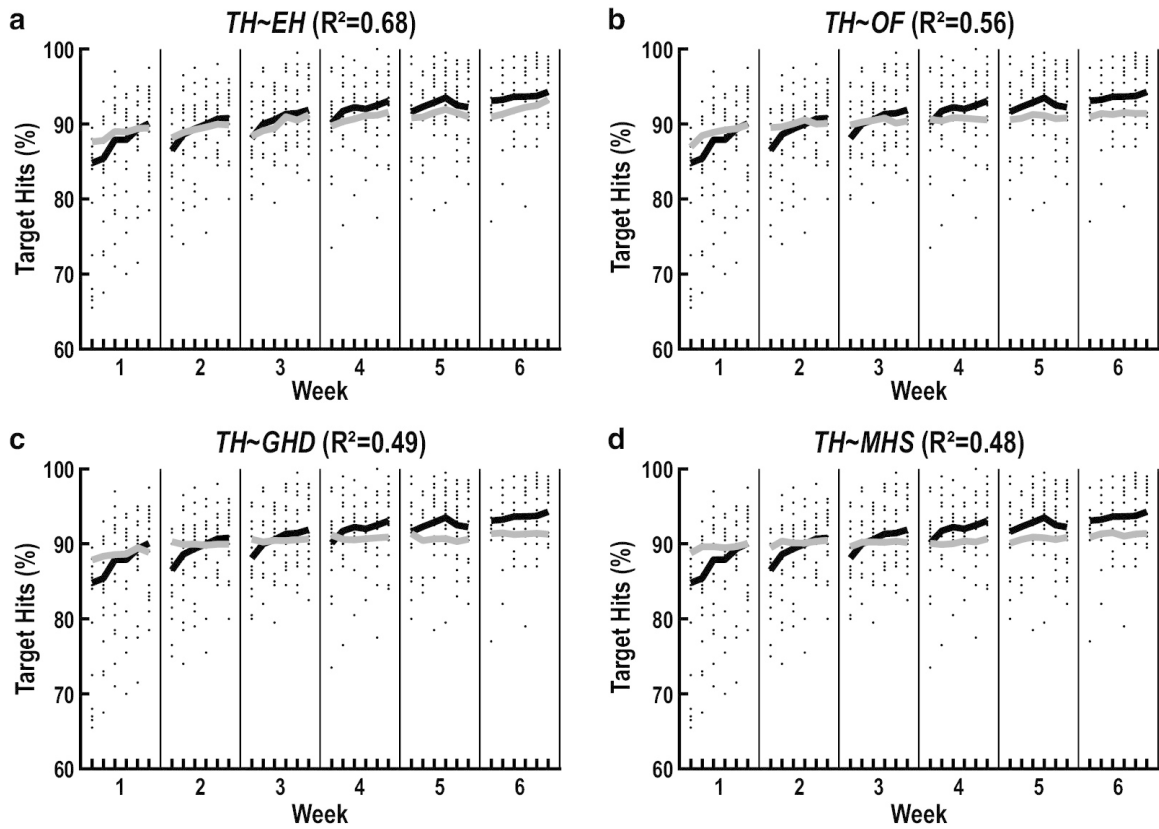 a
TH~EH (R²=0.68)
Target Hits (%)
100
90
80
70
60
1 2 3 4 5 6
Week
b
TH~OF (R²=0.56)
Target Hits (%)
100
90
80
70
60
1 2 3 4 5 6
Week
c
TH~GHD (R²=0.49)
Target Hits (%)
100
90
80
70
60
1 2 3 4 5 6
Week
d
TH~MHS (R²=0.48)
Target Hits (%)
100
90
80
70
60
1 2 3 4 5 6
Week